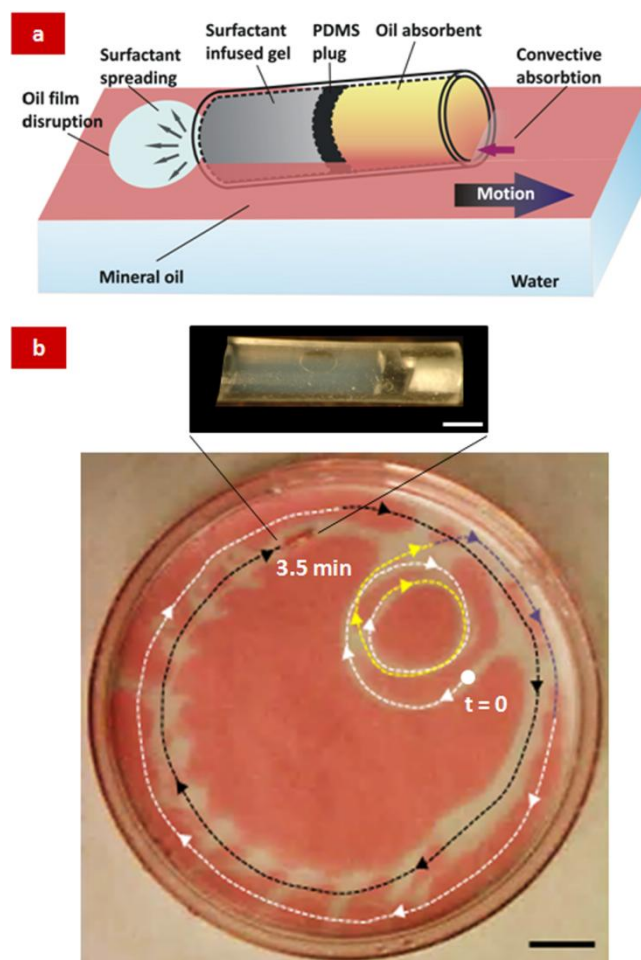 a
Surfactant
spreading
Oil film
disruption
Surfactant
infused gel
PDMS
plug
Oil absorbent
Convective
absorbtion
Motion
Mineral oil
Water
b
3.5 min
t = 0